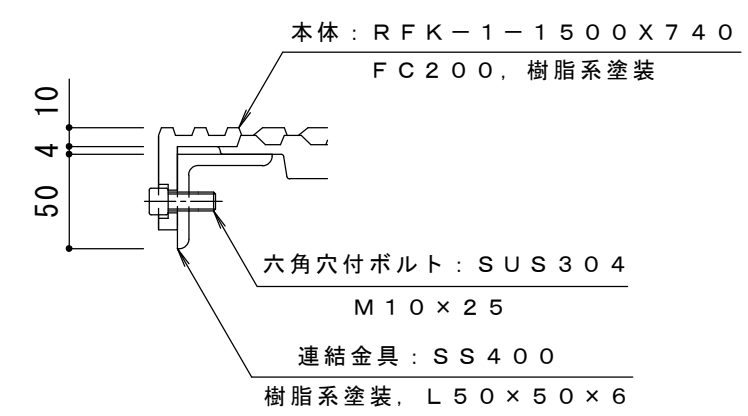 本体：ＲＦＫ－１－１５００Ｘ７４０
ＦＣ２００，樹脂系塗装
10
4
50
六角穴付ボルト：ＳＵＳ３０４
Ｍ１０×２５
連結金具：ＳＳ４００
樹脂系塗装，Ｌ５０×５０×６